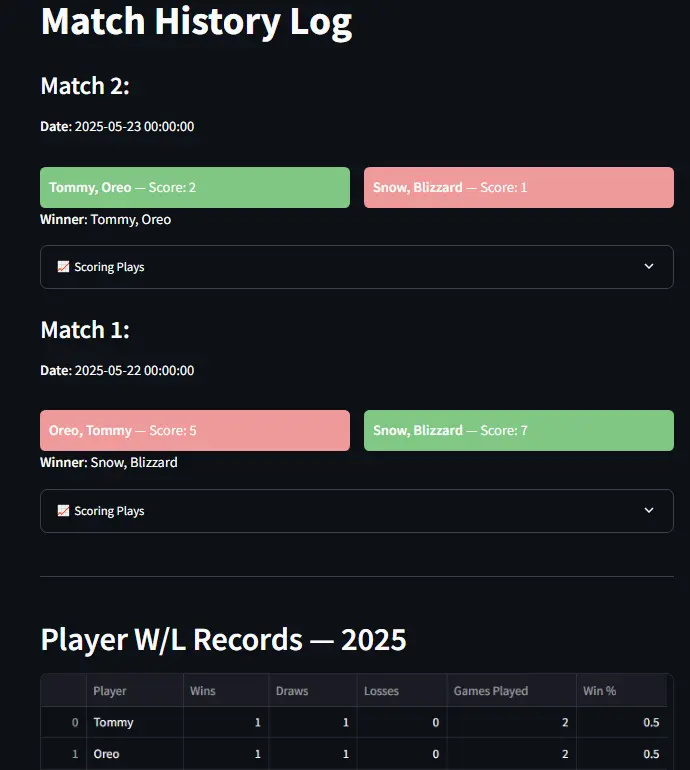 Match History Log
Match 2:
Date: 2025-05-23 00:00:00
Tommy, Oreo — Score: 2
Snow, Blizzard — Score: 1
Winner: Tommy, Oreo
📈 Scoring Plays
Match 1:
Date: 2025-05-22 00:00:00
Oreo, Tommy — Score: 5
Snow, Blizzard — Score: 7
Winner: Snow, Blizzard
📈 Scoring Plays
Player W/L Records — 2025
Player Wins Draws Losses Games Played Win %
0 Tommy 1 1 0 2 0.5
1 Oreo 1 1 0 2 0.5